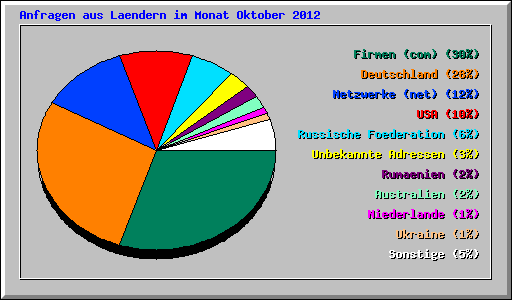 Anfragen aus Laendern im Monat Oktober 2012
Firmen (com) (30%)
Deutschland (28%)
Netzwerke (net) (12%)
USA (10%)
Russische Foederation (6%)
Unbekannte Adressen (3%)
Rumaenien (2%)
Australien (2%)
Niederlande (1%)
Ukraine (1%)
Sonstige (5%)